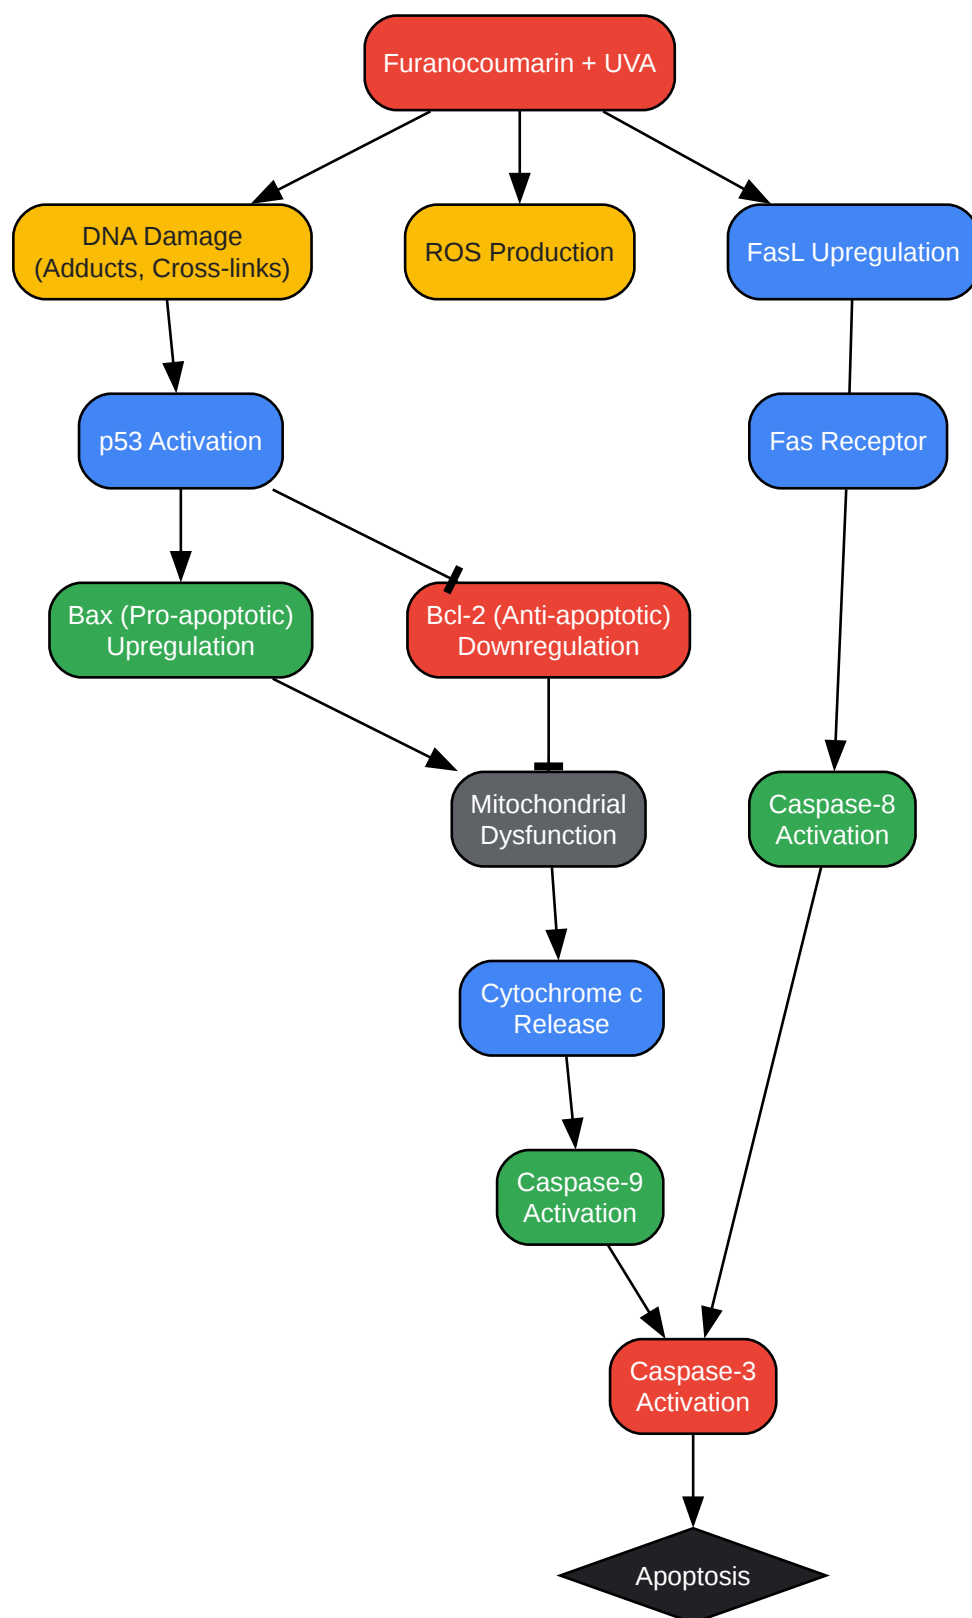 Furanocoumarin + UVA
DNA Damage
(Adducts, Cross-links)
ROS Production
FasL Upregulation
p53 Activation
Fas Receptor
Bax (Pro-apoptotic)
Upregulation
Bcl-2 (Anti-apoptotic)
Downregulation
Mitochondrial
Dysfunction
Caspase-8
Activation
Cytochrome c
Release
Caspase-9
Activation
Caspase-3
Activation
Apoptosis